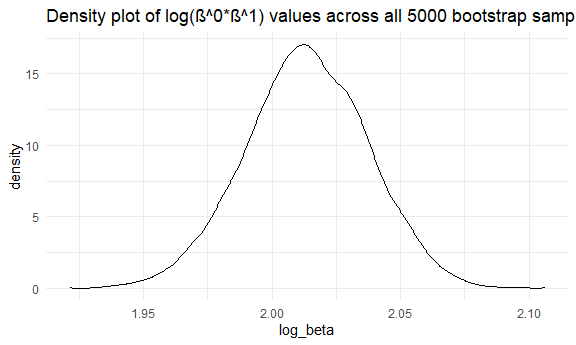 Density plot of log(ß^0*ß^1) values across all 5000 bootstrap samp
15
10
5
0
density
1.95
2.00
2.05
2.10
log_beta